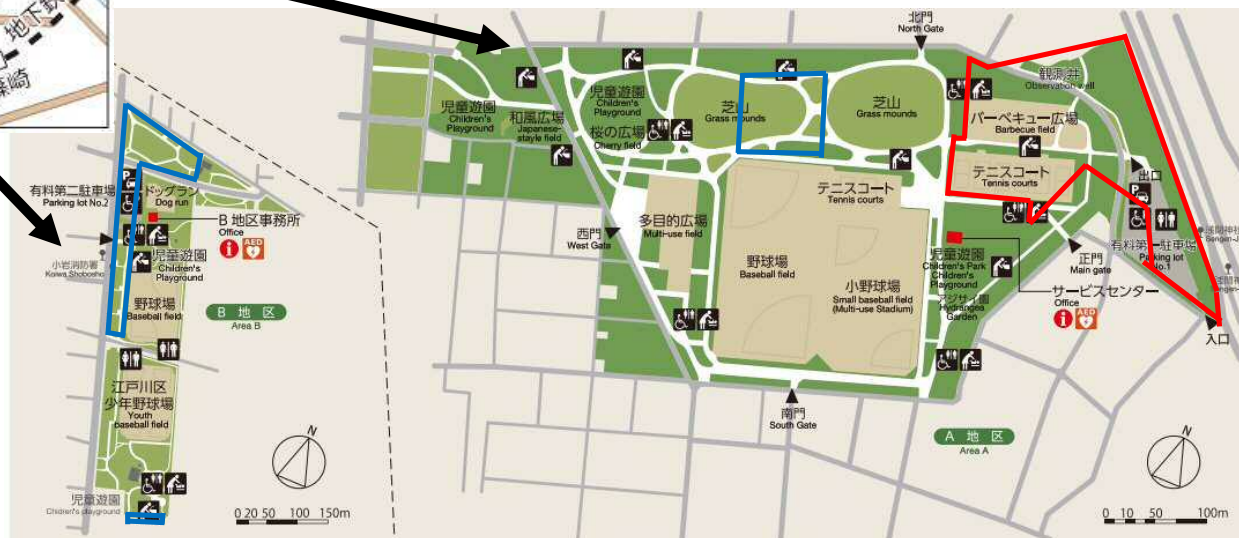 地下鉄
篠崎
有料第二駐車場
Parking lot No.2
ドッグラン
Dog run
B 地区事務所
Office
AED
小岩消防署
Koiwa Shobosho
児童遊園
Children's
Playground
野球場
Baseball field
B 地区
Area B
江戸川区
少年野球場
Youth
baseball field
児童遊園
Children's playground
N
0 20 50 100 150m
北門
North Gate
児童遊園
Children's
Playground
和風広場
Japanese-
stayle field
児童遊園
Children's
Playground
桜の広場
Cherry field
芝山
Grass mounds
芝山
Grass mounds
観測井
Observation well
バーベキュー広場
Barbecue field
テニスコート
Tennis courts
出口
P
テニスコート
Tennis courts
多目的広場
Multi-use field
西門
West Gate
野球場
Baseball field
小野球場
Small baseball field
(Multi-use Stadium)
児童遊園
Children's Park
Children's
Playground
アジサイ園
Hydrangea
Garden
正門
Main gate
有料第一駐車場
Parking lot
No.1
サービスセンター
Office
AED
入口
南門
South Gate
A 地区
Area A
N
0 10 50 100m